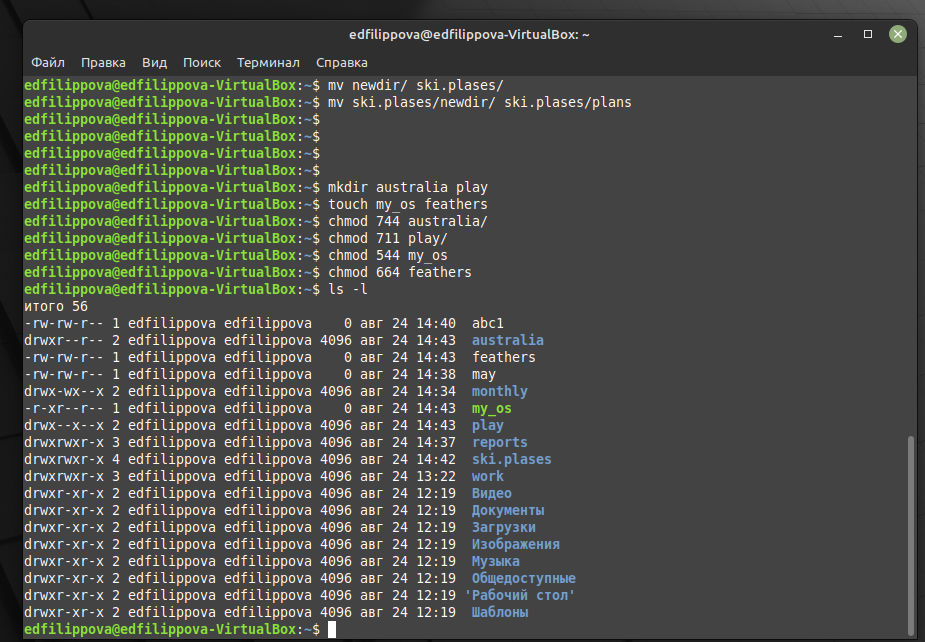 edfilippova@edfilippova-VirtualBox: ~
Файл Правка Вид Поиск Терминал Справка
edfilippova@edfilippova-VirtualBox:~$ mv newdir/ ski.plases/
edfilippova@edfilippova-VirtualBox:~$ mv ski.plases/newdir/ ski.plases/plans
edfilippova@edfilippova-VirtualBox:~$
edfilippova@edfilippova-VirtualBox:~$
edfilippova@edfilippova-VirtualBox:~$
edfilippova@edfilippova-VirtualBox:~$
edfilippova@edfilippova-VirtualBox:~$ mkdir australia play
edfilippova@edfilippova-VirtualBox:~$ touch my_os feathers
edfilippova@edfilippova-VirtualBox:~$ chmod 744 australia/
edfilippova@edfilippova-VirtualBox:~$ chmod 711 play/
edfilippova@edfilippova-VirtualBox:~$ chmod 544 my_os
edfilippova@edfilippova-VirtualBox:~$ chmod 664 feathers
edfilippova@edfilippova-VirtualBox:~$ ls -l
итого 56
-rw-rw-r-- 1 edfilippova edfilippova    0 авг 24 14:40  abc1
drwxr--r-- 2 edfilippova edfilippova 4096 авг 24 14:43  australia
-rw-rw-r-- 1 edfilippova edfilippova    0 авг 24 14:43  feathers
-rw-rw-r-- 1 edfilippova edfilippova    0 авг 24 14:38  may
drwx-wx--x 2 edfilippova edfilippova 4096 авг 24 14:34  monthly
-r-xr--r-- 1 edfilippova edfilippova    0 авг 24 14:43  my_os
drwx--x--x 2 edfilippova edfilippova 4096 авг 24 14:43  play
drwxrwxr-x 3 edfilippova edfilippova 4096 авг 24 14:37  reports
drwxrwxr-x 4 edfilippova edfilippova 4096 авг 24 14:42  ski.plases
drwxrwxr-x 3 edfilippova edfilippova 4096 авг 24 13:22  work
drwxr-xr-x 2 edfilippova edfilippova 4096 авг 24 12:19  Видео
drwxr-xr-x 2 edfilippova edfilippova 4096 авг 24 12:19  Документы
drwxr-xr-x 2 edfilippova edfilippova 4096 авг 24 12:19  Загрузки
drwxr-xr-x 2 edfilippova edfilippova 4096 авг 24 12:19  Изображения
drwxr-xr-x 2 edfilippova edfilippova 4096 авг 24 12:19  Музыка
drwxr-xr-x 2 edfilippova edfilippova 4096 авг 24 12:19  Общедоступные
drwxr-xr-x 2 edfilippova edfilippova 4096 авг 24 12:19 'Рабочий стол'
drwxr-xr-x 2 edfilippova edfilippova 4096 авг 24 12:19  Шаблоны
edfilippova@edfilippova-VirtualBox:~$